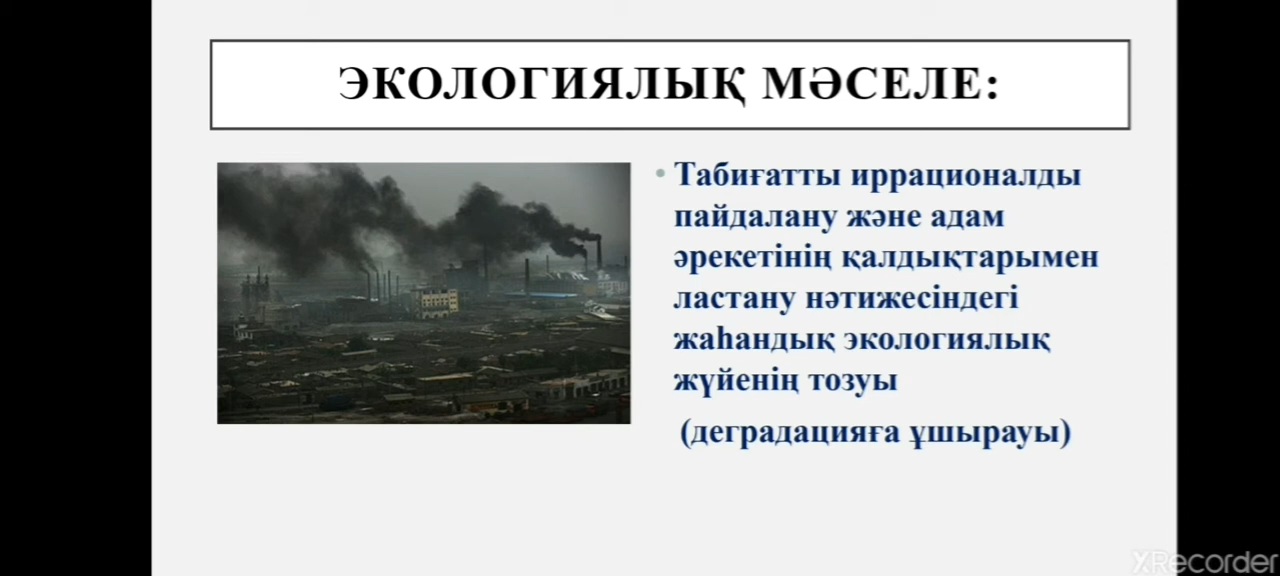 ЭКОЛОГИЯЛЫҚ МӘСЕЛЕ:
• Табиғатты иррационалды
пайдалану және адам
әрекетінің қалдықтарымен
ластану нәтижесіндегі
жаһандық экологиялық
жүйенің тозуы
(деградацияға ұшырауы)
XRecorder